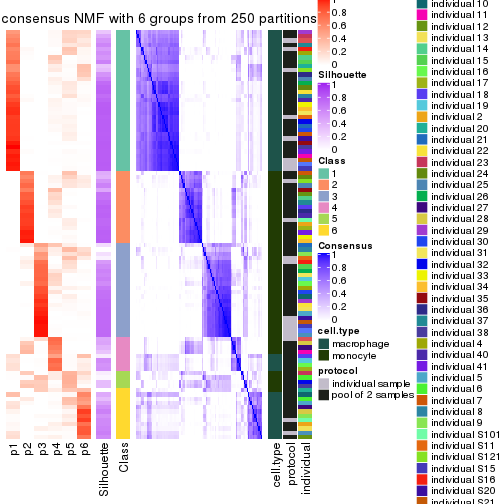 consensus NMF with 6 groups from 250 partitions
p1
p2
p3
p4
p5
p6
Silhouette
Class
cell.type
protocol
individual
0.8
0.6
0.4
0.2
0
Silhouette
1
0.8
0.6
0.4
0.2
0
Class
1
2
3
4
5
6
Consensus
1
0.8
0.6
0.4
0.2
0
cell.type
macrophage
monocyte
protocol
individual sample
pool of 2 samples
individual 10
individual 11
individual 12
individual 13
individual 14
individual 15
individual 16
individual 17
individual 18
individual 19
individual 2
individual 20
individual 21
individual 22
individual 23
individual 24
individual 25
individual 26
individual 27
individual 28
individual 29
individual 30
individual 31
individual 32
individual 33
individual 34
individual 35
individual 36
individual 37
individual 38
individual 4
individual 40
individual 41
individual 5
individual 6
individual 7
individual 8
individual 9
individual S101
individual S11
individual S121
individual S15
individual S16
individual S20
individual S21